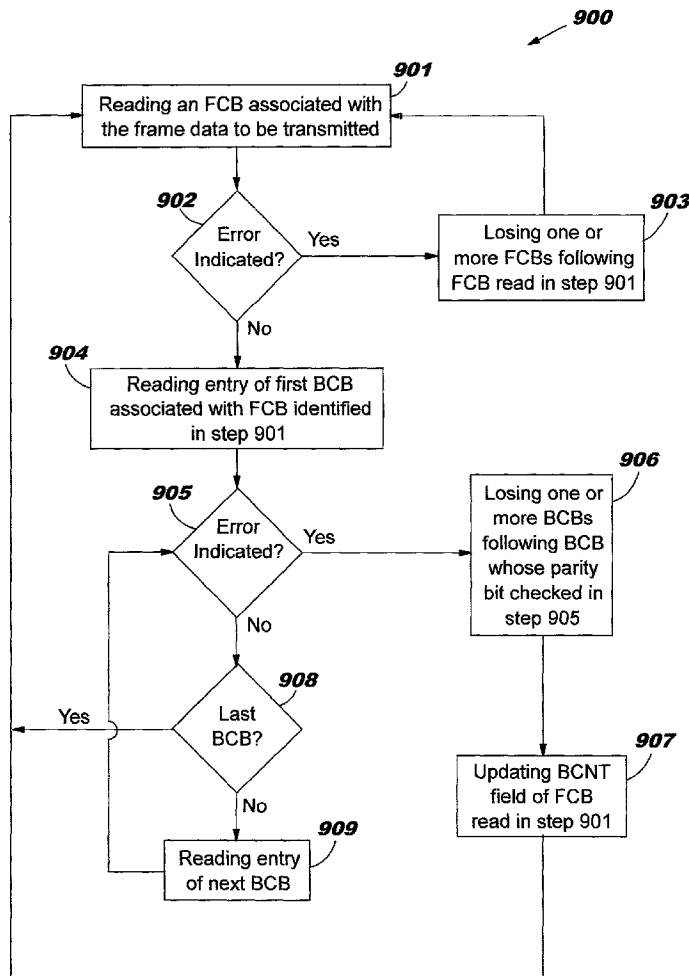 900
901
Reading an FCB associated with
the frame data to be transmitted
902
Error
Indicated?
Yes
903
Losing one or
more FCBs following
FCB read in step 901
No
904
Reading entry of first BCB
associated with FCB identified
in step 901
905
Error
Indicated?
Yes
906
Losing one or
more BCBs
following BCB
whose parity
bit checked in
step 905
No
908
Last
BCB?
Yes
907
Updating BCNT
field of FCB
read in step 901
No
909
Reading entry
of next BCB